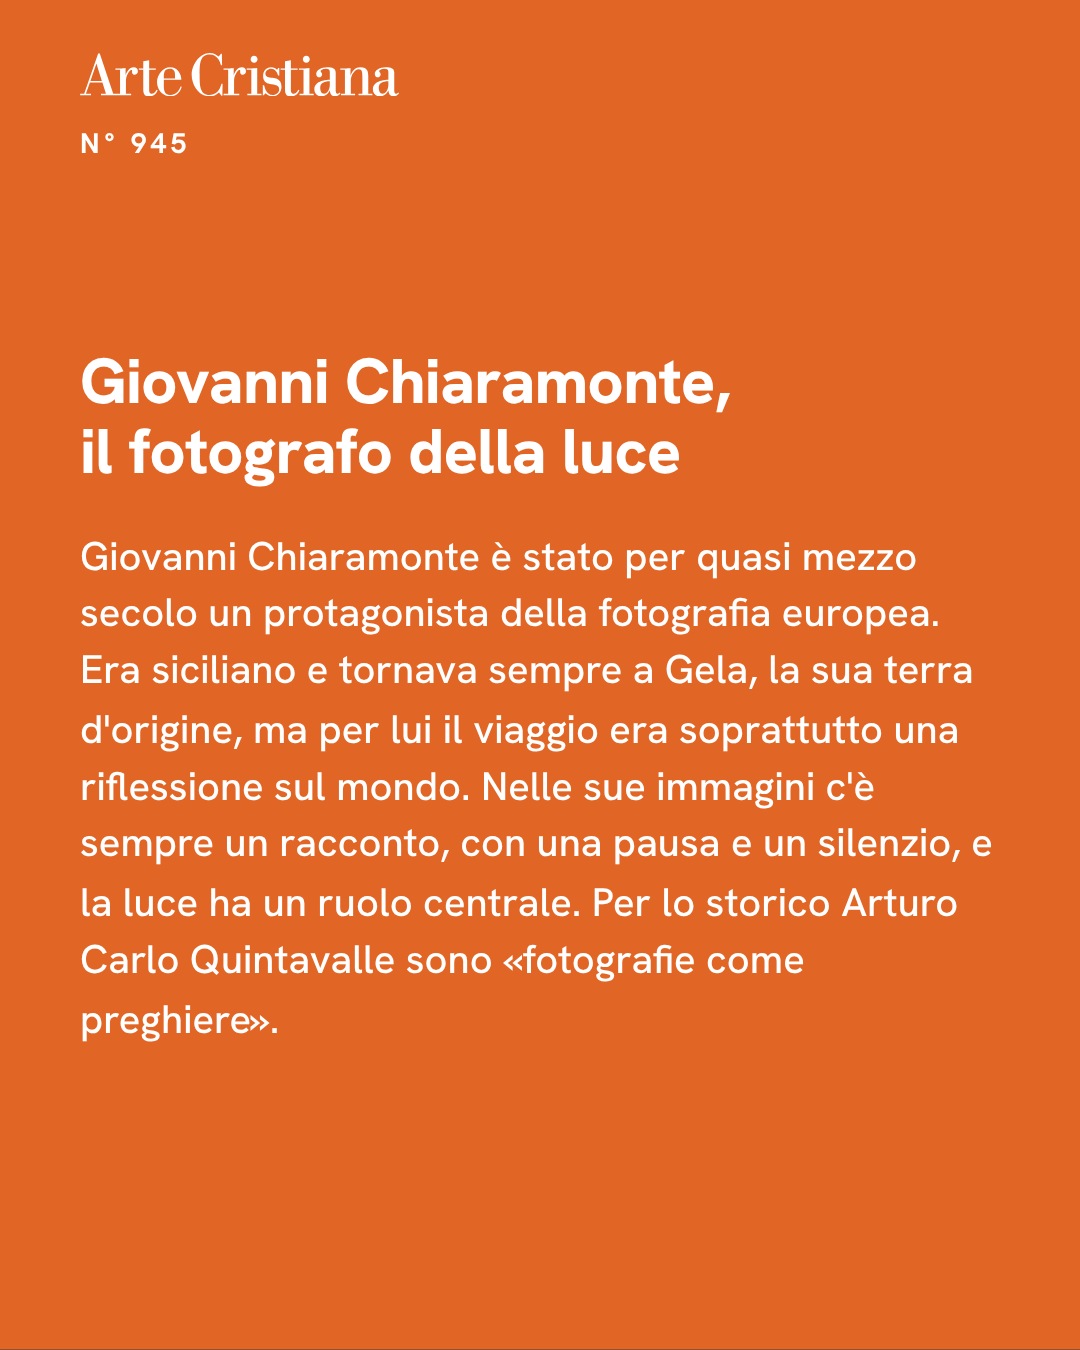 Arte Cristiana
N° 945
Giovanni Chiaramonte,
il fotografo della luce
Giovanni Chiaramonte è stato per quasi mezzo
secolo un protagonista della fotografia europea.
Era siciliano e tornava sempre a Gela, la sua terra
d'origine, ma per lui il viaggio era soprattutto una
riflessione sul mondo. Nelle sue immagini c'è
sempre un racconto, con una pausa e un silenzio, e
la luce ha un ruolo centrale. Per lo storico Arturo
Carlo Quintavalle sono «fotografie come
preghiere».